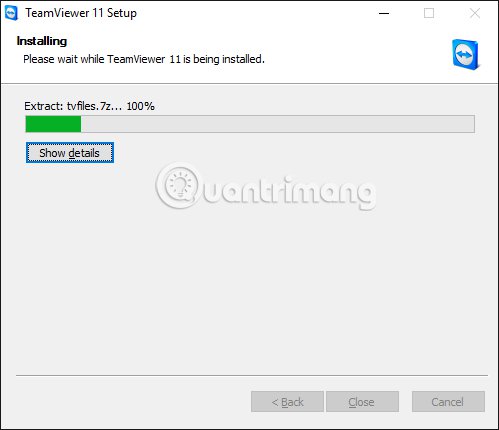 TeamViewer 11 Setup
Installing
Please wait while TeamViewer 11 is being installed.
Extract: tvfiles.7z... 100%
Show details
Quantrimang
< Back
Close
Cancel